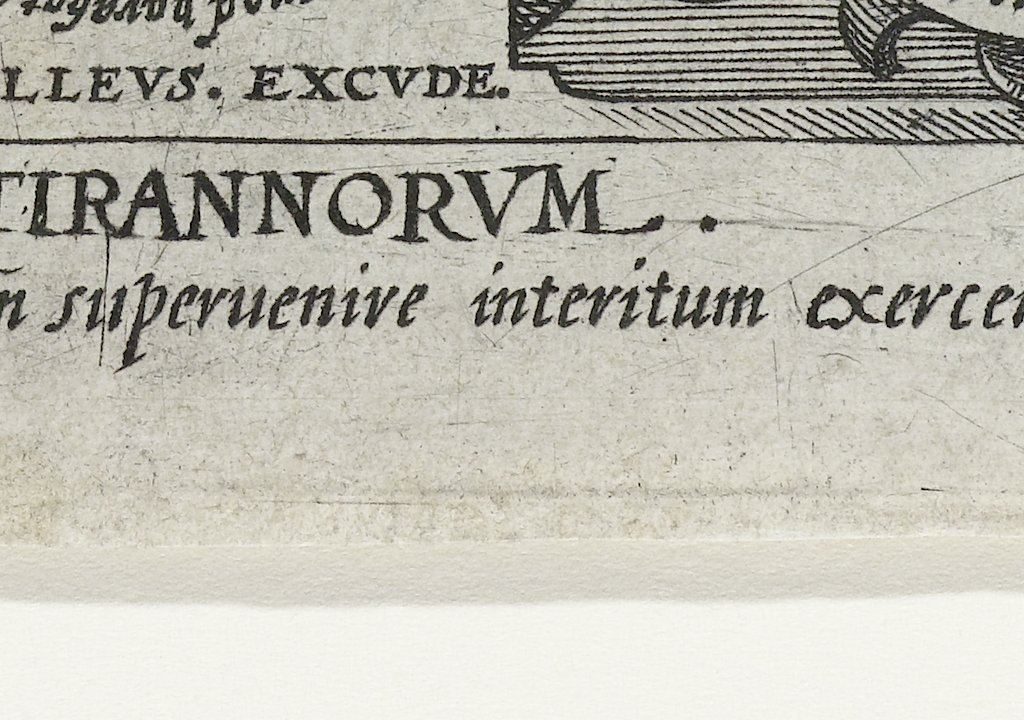 LLEVS. EXCVDE.
TIRANNORVM..
superuenire interitum exercen